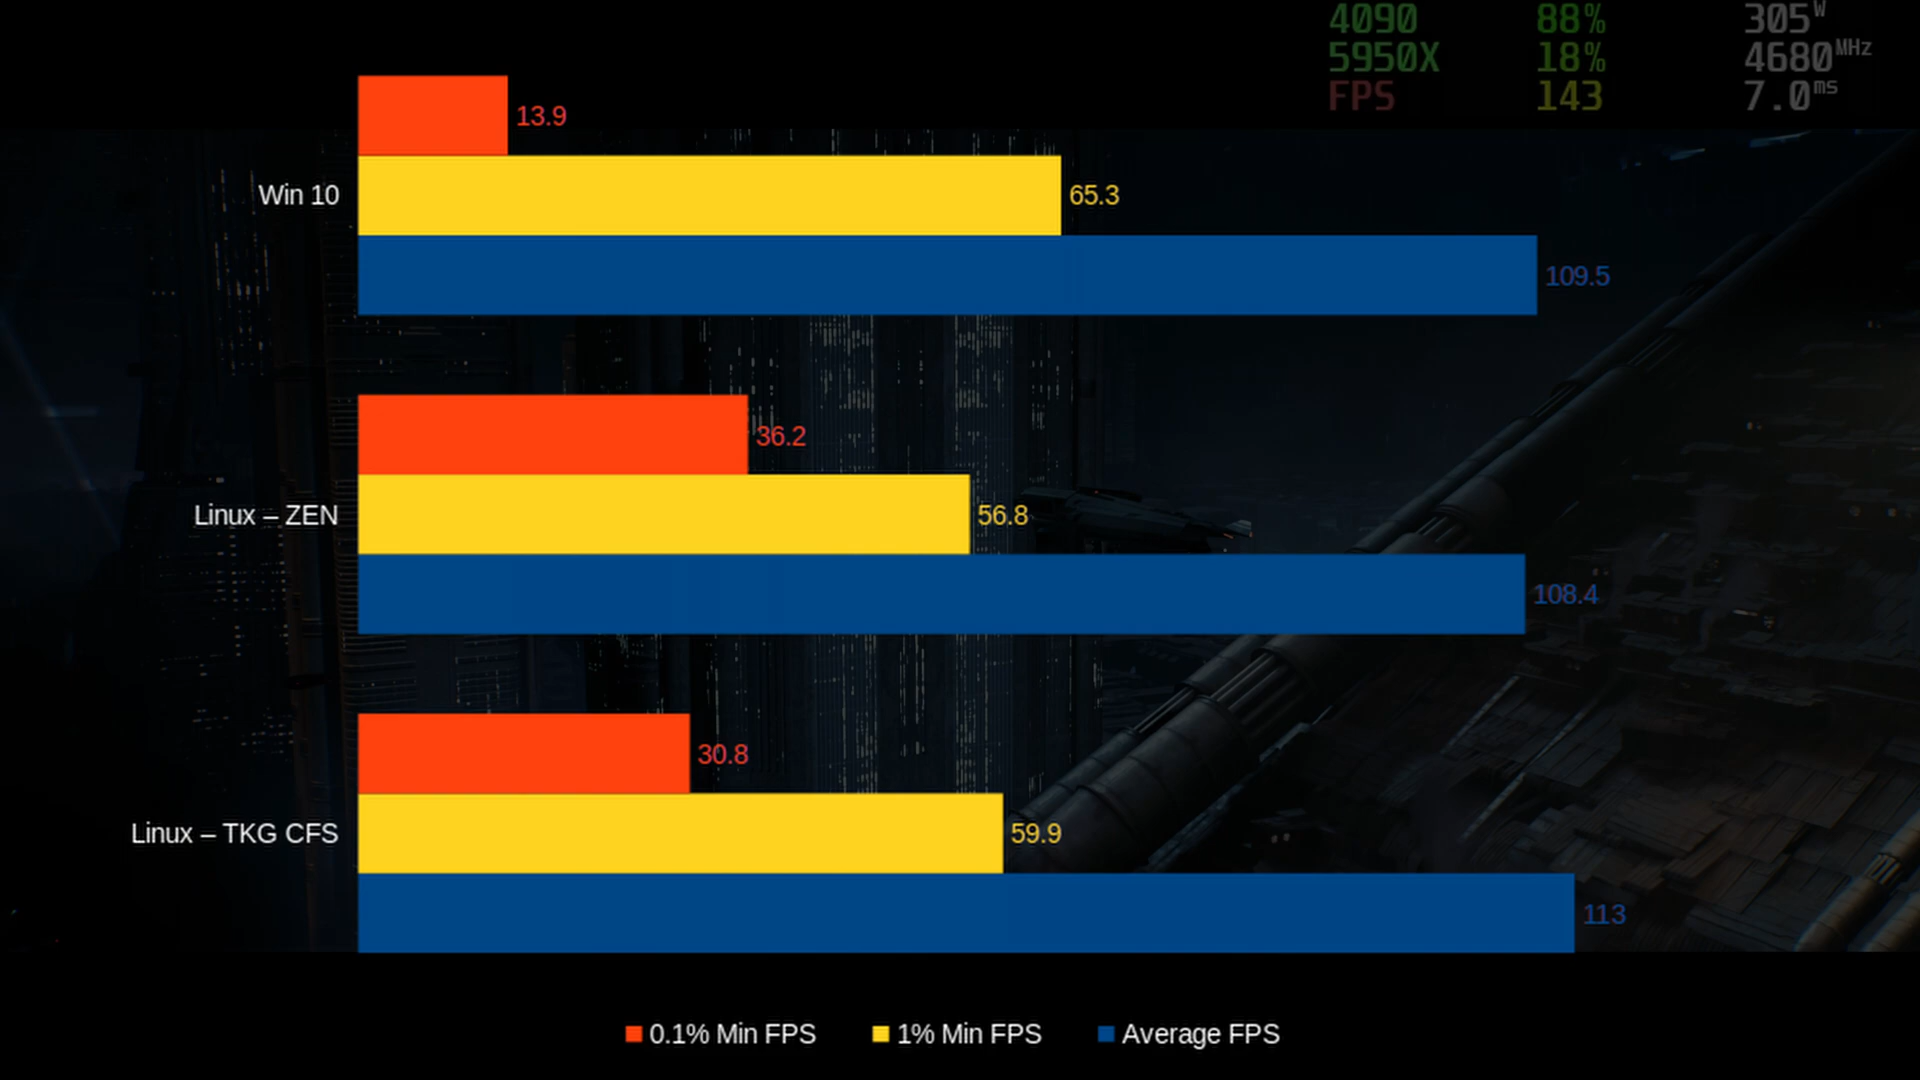 4090 88% 305W
5950X 18% 4680MHz
FPS 143 7.0ms
13.9
Win 10 65.3
109.5
36.2
Linux – ZEN 56.8
108.4
30.8
Linux – TKG CFS 59.9
113
0.1% Min FPS 1% Min FPS Average FPS